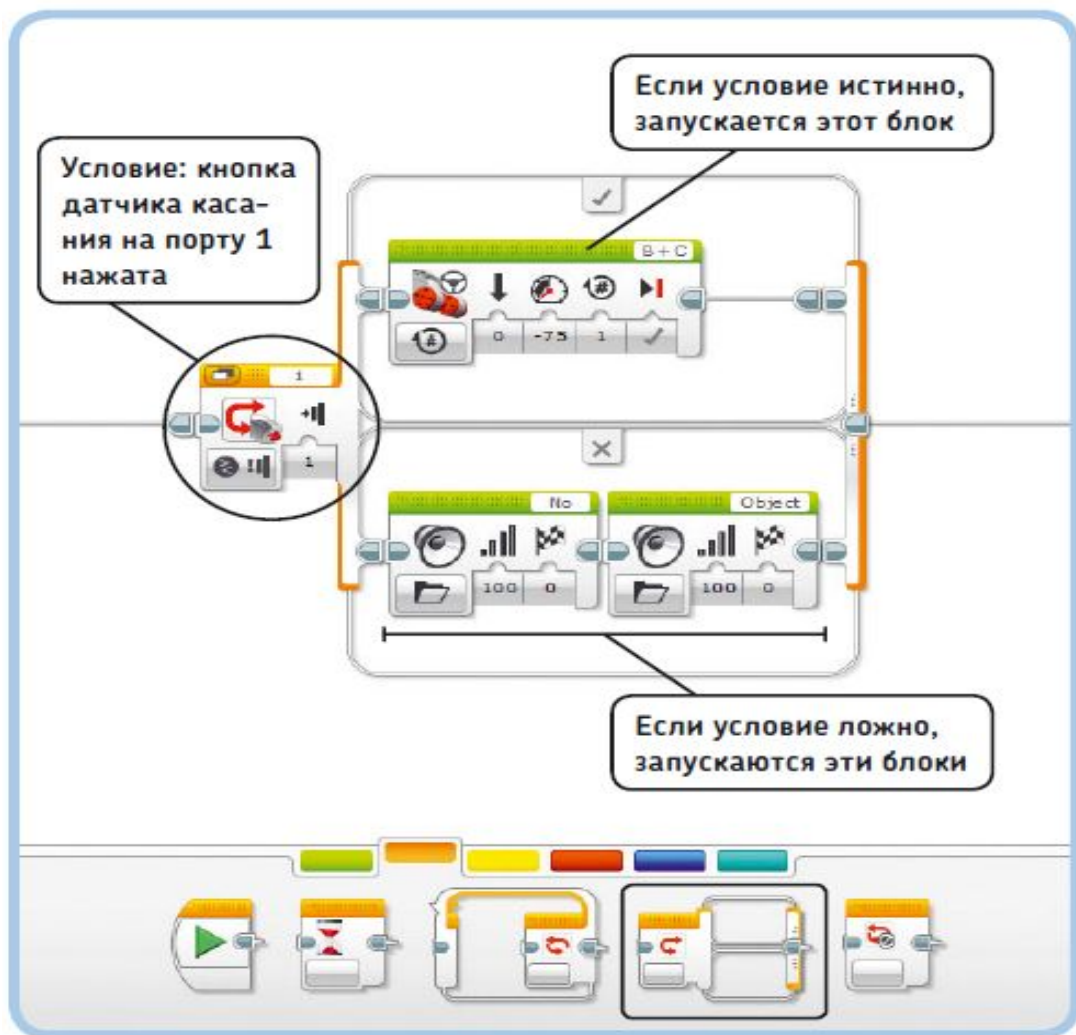 Если условие истинно,
запускается этот блок
Условие: кнопка
датчика каса-
ния на порту 1
нажата
B + C
0 -75 1
1
1
No
Object
100 0
100 0
Если условие ложно,
запускаются эти блоки